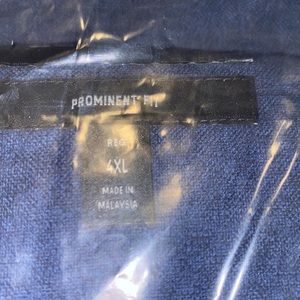 PROMINENT FIT
REG
4XL
MADE IN
MALAYSIA